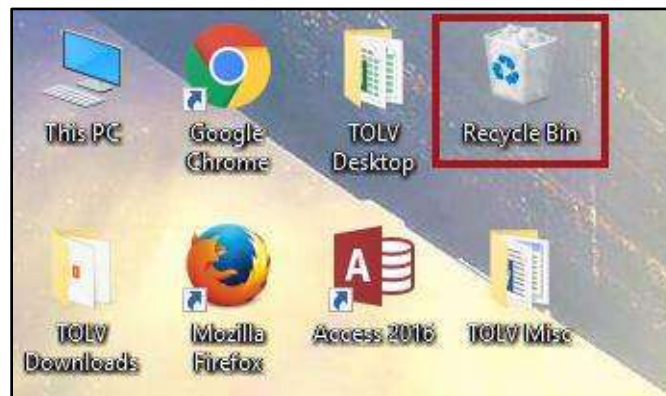 This PC
Google
Chrome
TOLV
Desktop
Recycle Bin
TOLV
Downloads
Mozilla
Firefox
A
Access 2016
TOLV Misc